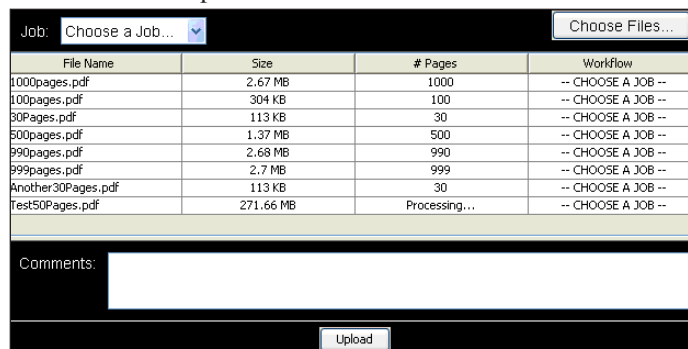 Job: Choose a Job... Choose Files...
File Name Size # Pages Workflow
1000pages.pdf 2.67 MB 1000 -- CHOOSE A JOB --
100pages.pdf 304 KB 100 -- CHOOSE A JOB --
30Pages.pdf 113 KB 30 -- CHOOSE A JOB --
500pages.pdf 1.37 MB 500 -- CHOOSE A JOB --
990pages.pdf 2.68 MB 990 -- CHOOSE A JOB --
999pages.pdf 2.7 MB 999 -- CHOOSE A JOB --
Another30Pages.pdf 113 KB 30 -- CHOOSE A JOB --
Test50Pages.pdf 271.66 MB Processing... -- CHOOSE A JOB --
Comments:
Upload